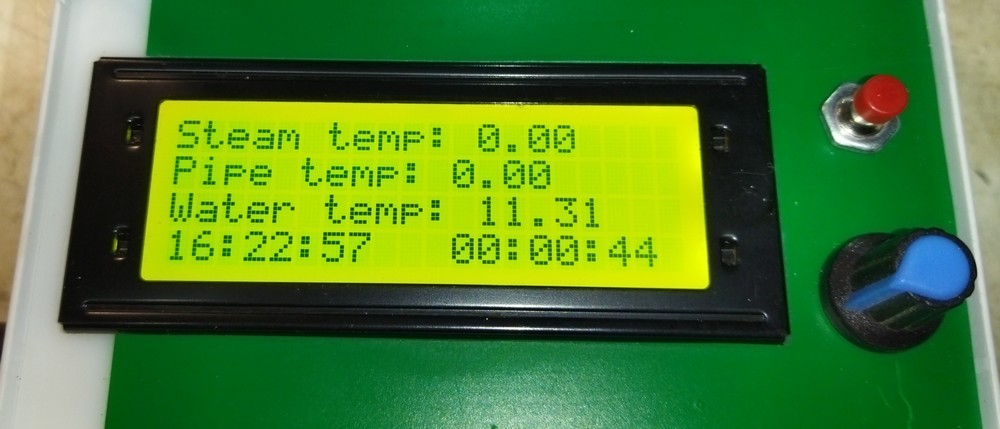 Steam temp: 0.00
Pipe temp: 0.00
Water temp: 11.31
16:22:57 00:00:44